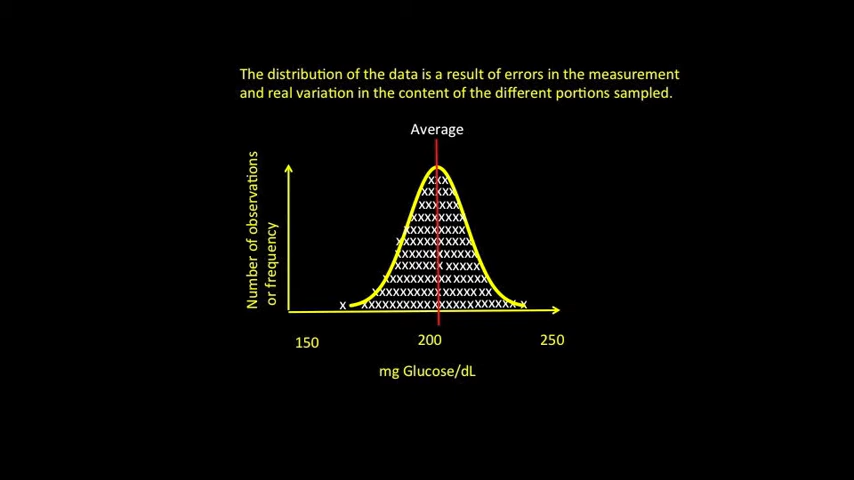 The distribution of the data is a result of errors in the measurement
and real variation in the content of the different portions sampled.
Average
Number of observations
or frequency
150
200
250
mg Glucose/dL